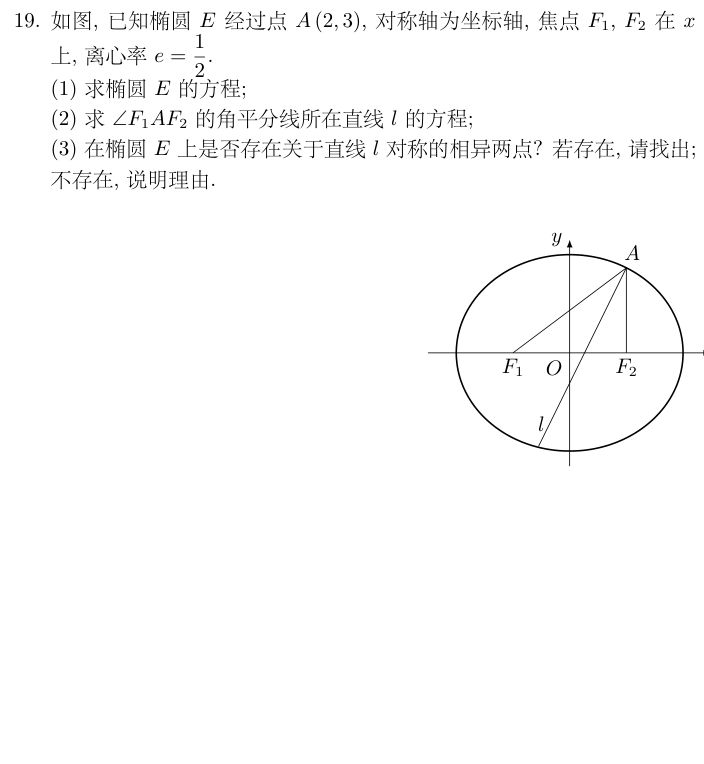 19. 如图, 已知椭圆 E 经过点 A (2, 3), 对称轴为坐标轴, 焦点 F₁, F₂ 在 x
上, 离心率 e = 1/2.
(1) 求椭圆 E 的方程;
(2) 求 ∠F₁AF₂ 的角平分线所在直线 l 的方程;
(3) 在椭圆 E 上是否存在关于直线 l 对称的相异两点? 若存在, 请找出;
不存在, 说明理由.
y
A
F₁ O F₂
l